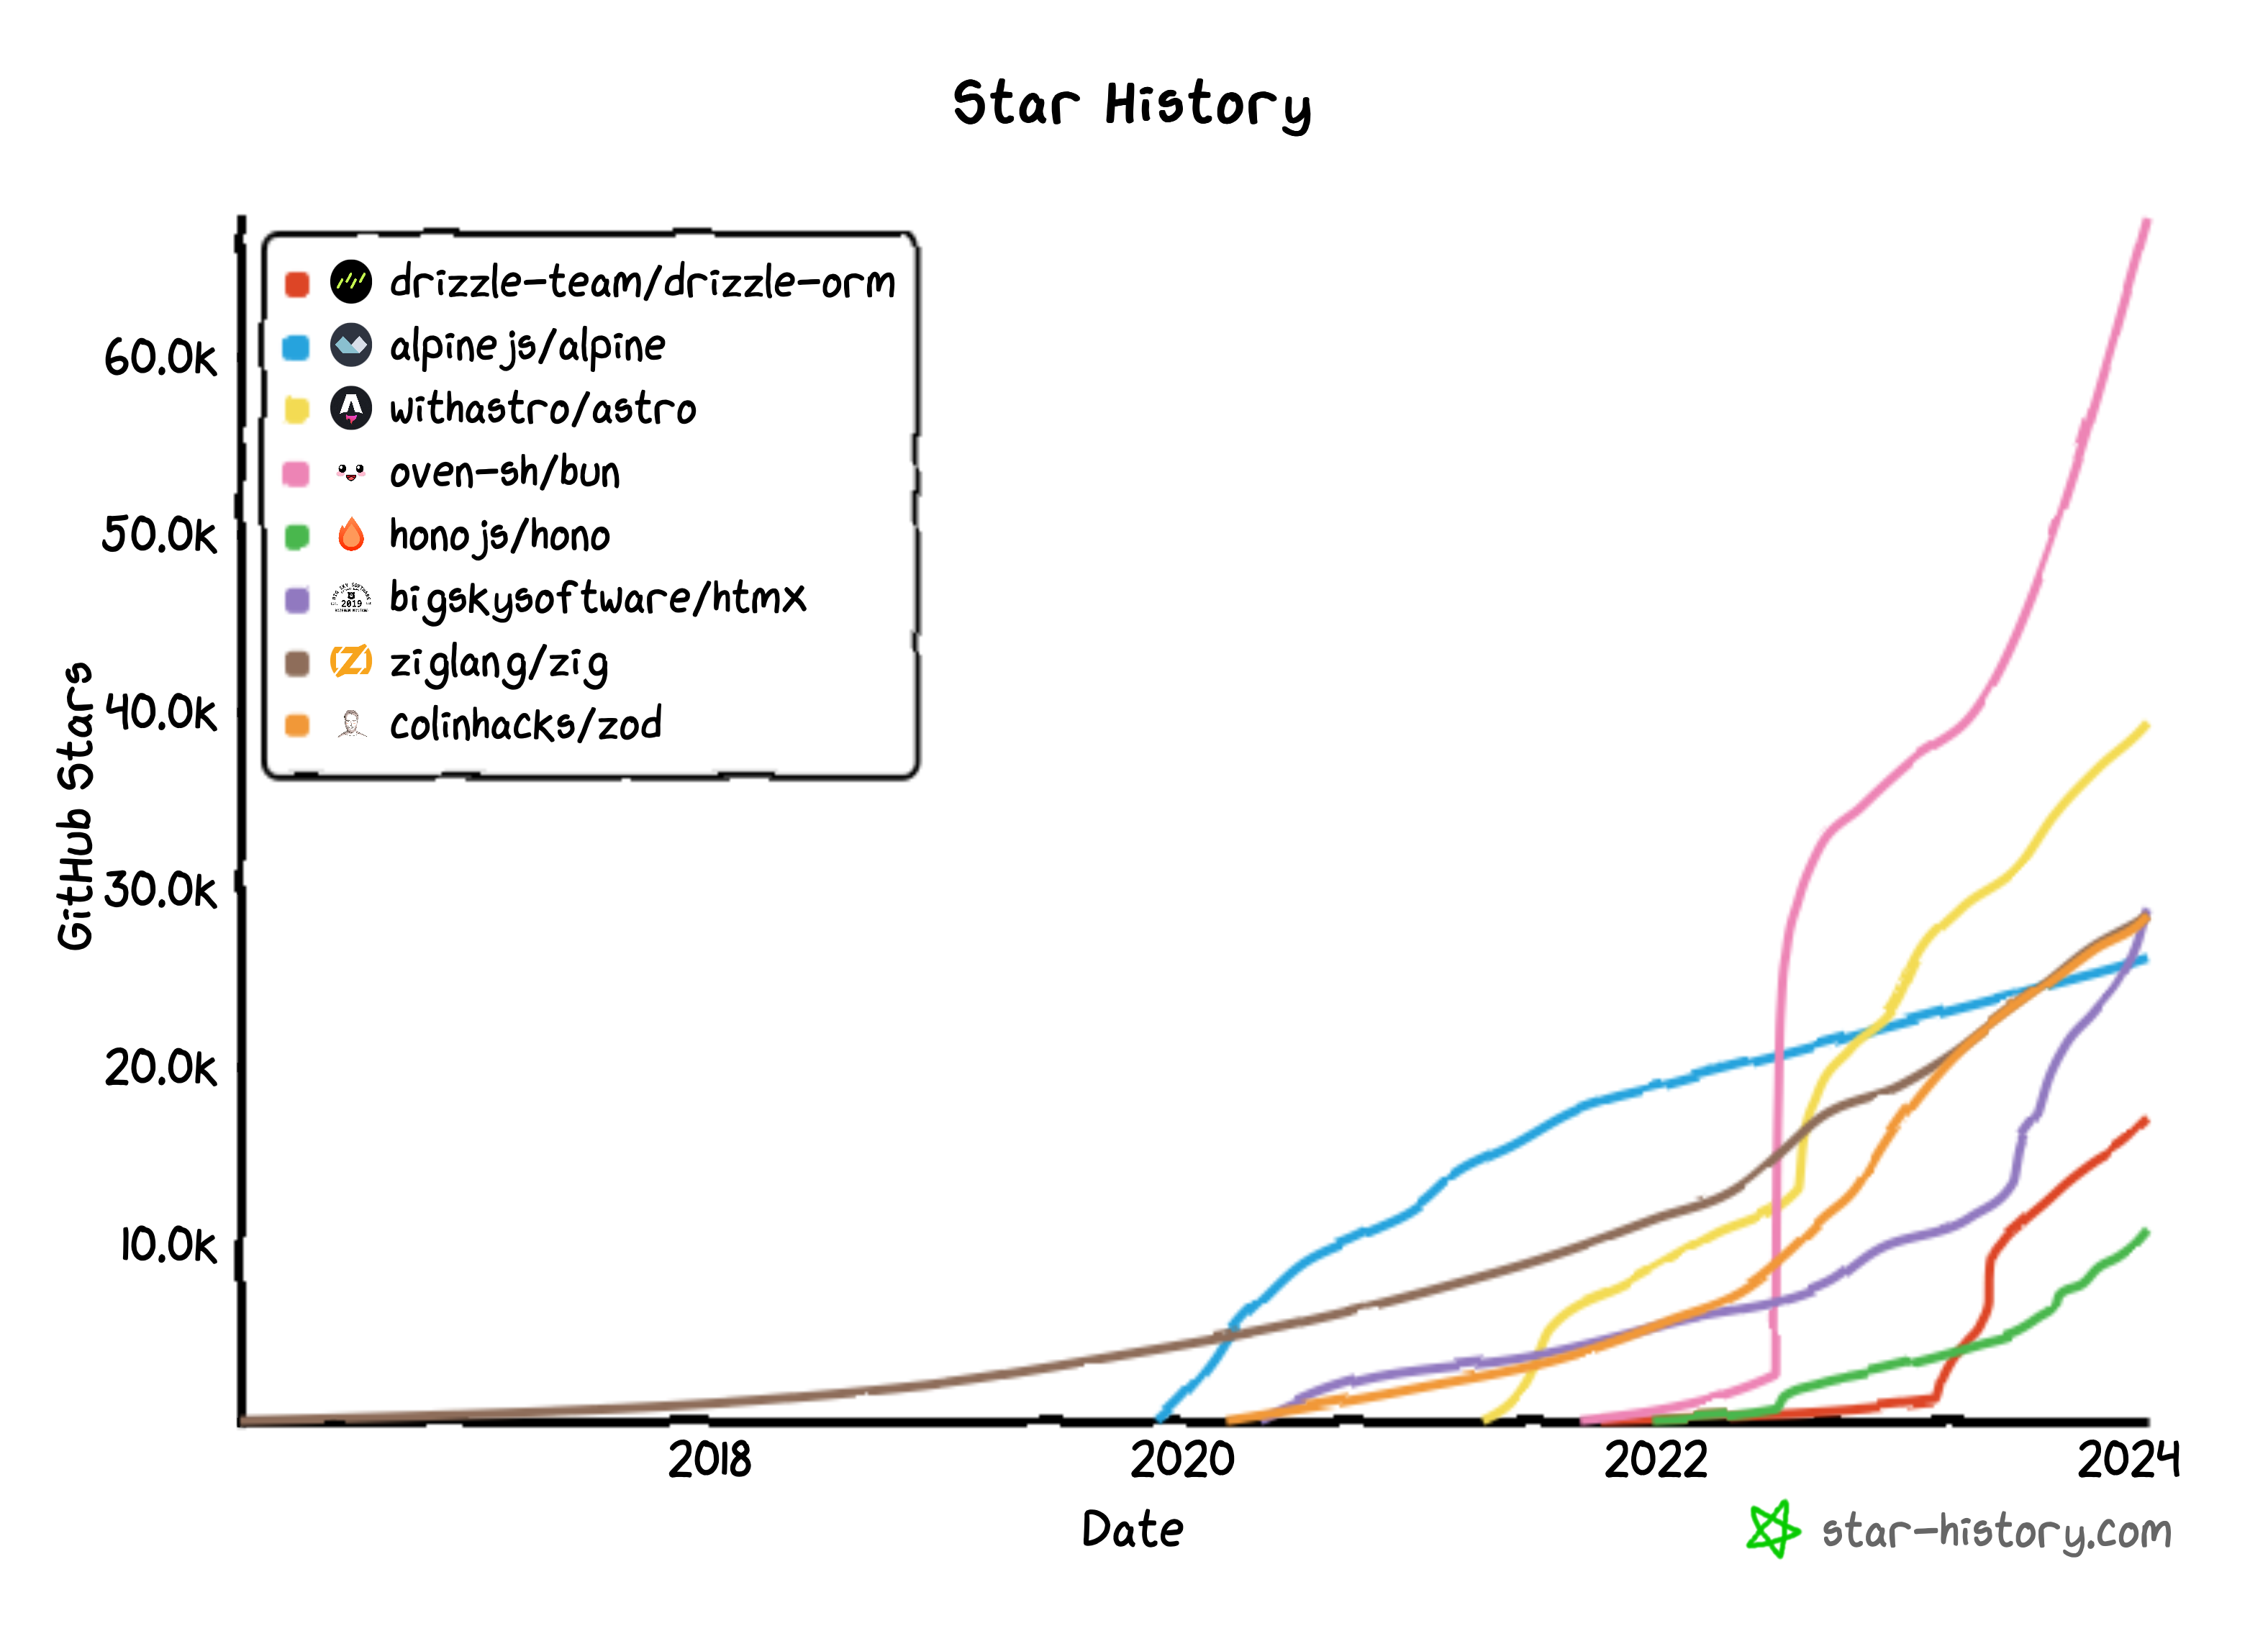 Star History
drizzle-team/drizzle-orm
alpinejs/alpine
withastro/astro
oven-sh/bun
honojs/hono
2019
bigskysoftware/htmx
ziglang/zig
colinhacks/zod
60.0K
50.0K
40.0K
30.0K
20.0K
10.0K
GitHub Stars
2018
2020
2022
2024
Date
star-history.com